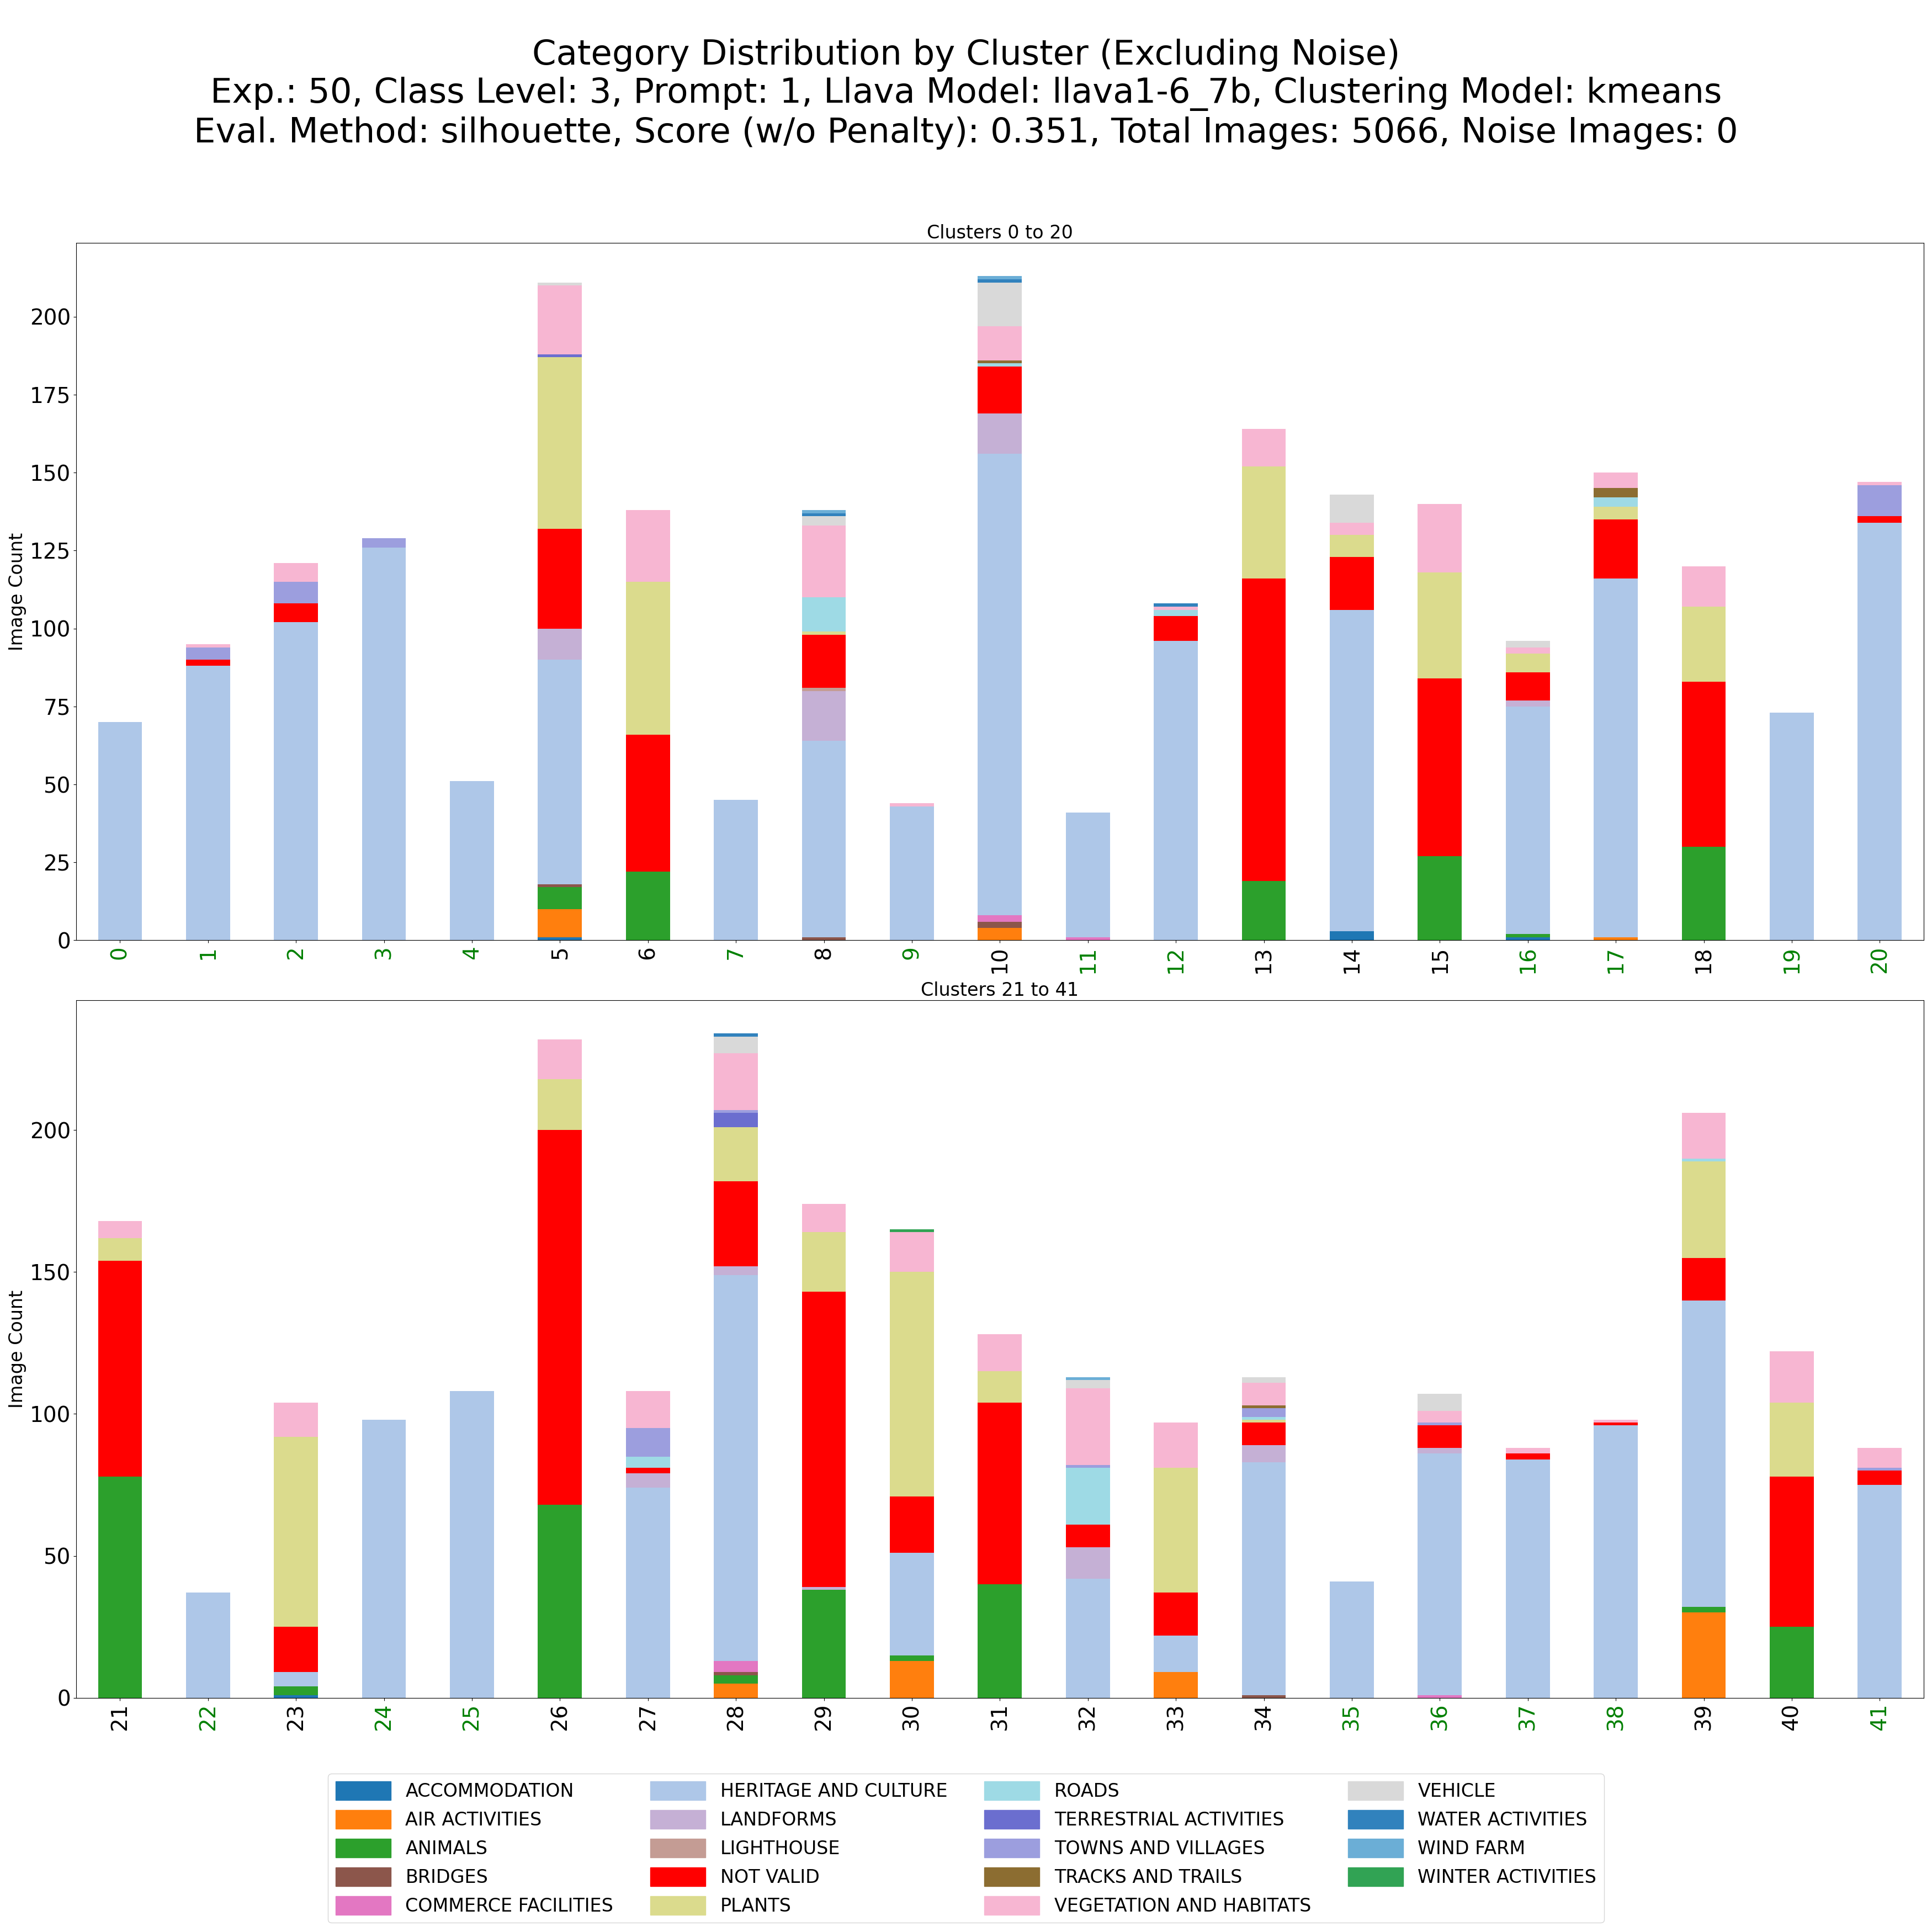 Category Distribution by Cluster (Excluding Noise)
Exp.: 50, Class Level: 3, Prompt: 1, Llava Model: llava1-6_7b, Clustering Model: kmeans
Eval. Method: silhouette, Score (w/o Penalty): 0.351, Total Images: 5066, Noise Images: 0
Clusters 0 to 20
Image Count
200
175
150
125
100
75
50
25
0
0 1 2 3 4 5 6 7 8 9 10 11 12 13 14 15 16 17 18 19 20
Clusters 21 to 41
Image Count
200
150
100
50
0
21 22 23 24 25 26 27 28 29 30 31 32 33 34 35 36 37 38 39 40 41
ACCOMMODATION HERITAGE AND CULTURE ROADS VEHICLE
AIR ACTIVITIES LANDFORMS TERRESTRIAL ACTIVITIES WATER ACTIVITIES
ANIMALS LIGHTHOUSE TOWNS AND VILLAGES WIND FARM
BRIDGES NOT VALID TRACKS AND TRAILS WINTER ACTIVITIES
COMMERCE FACILITIES PLANTS VEGETATION AND HABITATS